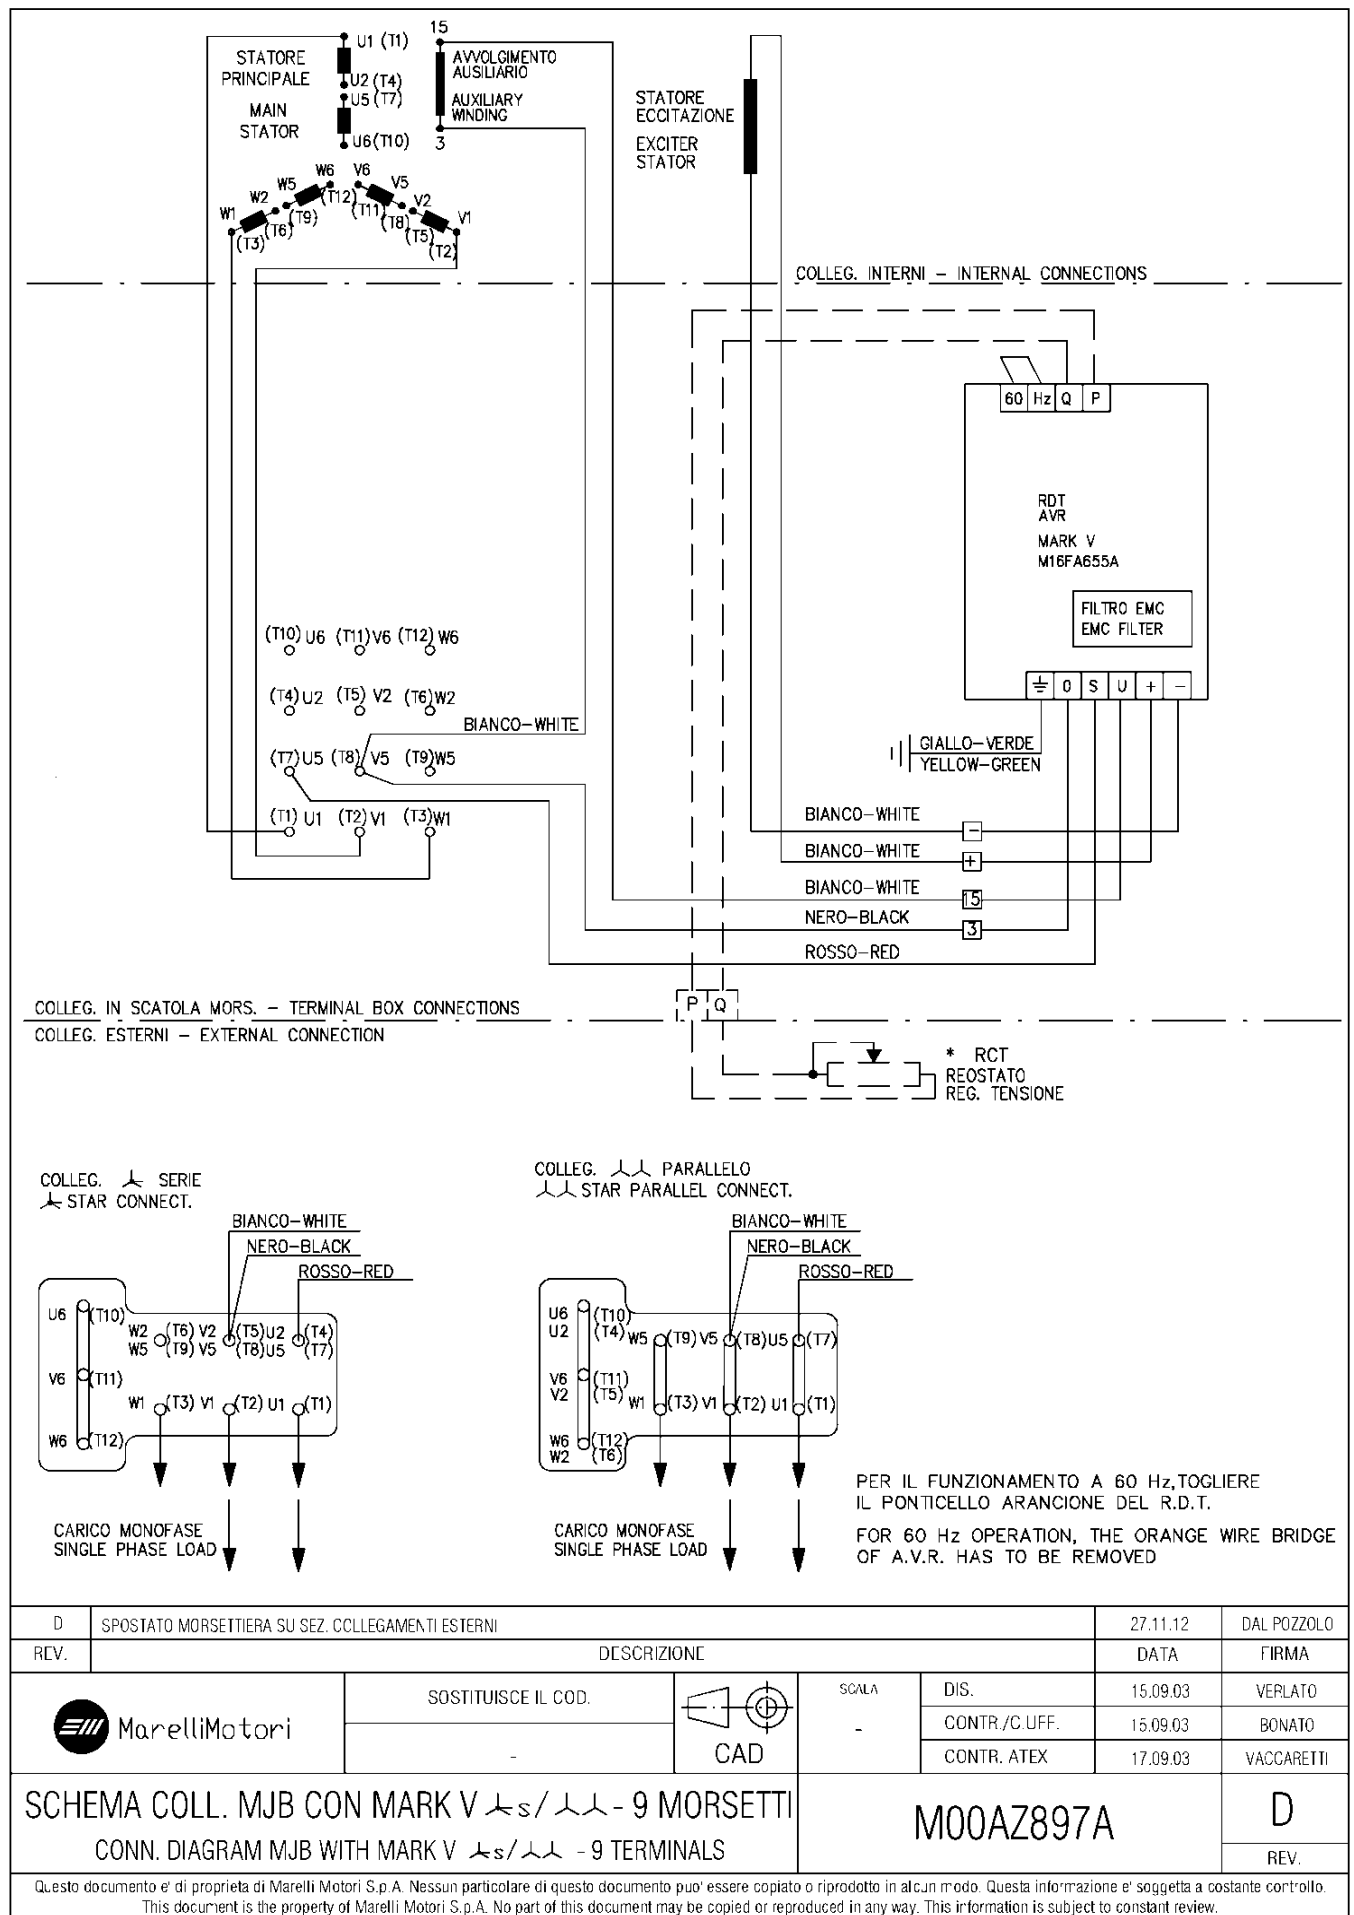 STATORE
PRINCIPALE
MAIN
STATOR
U1 (T1)
U2 (T4)
U5 (T7)
U6(T10)
15
AVVOLGIMENTO
AUSILIARIO
AUXILIARY
WINDING
3
STATORE
ECCITAZIONE
EXCITER
STATOR
W6
(T12)
W5
(T9)
W2
(T6)
W1
(T3)
V6
(T11)
V5
(T8)
V2
(T5)
V1
(T2)
COLLEG. INTERNI – INTERNAL CONNECTIONS
60 Hz Q P
RDT
AVR
MARK V
M16FA655A
FILTRO EMC
EMC FILTER
0 S U + –
(T10) U6 (T11) V6 (T12) W6
(T4) U2 (T5) V2 (T6) W2
BIANCO–WHITE
(T7) U5 (T8) V5 (T9) W5
(T1) U1 (T2) V1 (T3) W1
GIALLO–VERDE
YELLOW–GREEN
BIANCO–WHITE –
BIANCO–WHITE +
BIANCO–WHITE 15
NERO–BLACK 3
ROSSO–RED
P Q
COLLEG. IN SCATOLA MORS. – TERMINAL BOX CONNECTIONS
COLLEG. ESTERNI – EXTERNAL CONNECTION
* RCT
REOSTATO
REG. TENSIONE
COLLEG. SERIE
STAR CONNECT.
BIANCO–WHITE
NERO–BLACK
ROSSO–RED
U6 (T10)
W2 (T6) V2 (T5) U2 (T4)
W5 (T9) V5 (T8) U5 (T7)
V6 (T11)
W1 (T3) V1 (T2) U1 (T1)
W6 (T12)
CARICO MONOFASE
SINGLE PHASE LOAD
COLLEG. PARALLELO
STAR PARALLEL CONNECT.
BIANCO–WHITE
NERO–BLACK
ROSSO–RED
U6 (T10)
U2 (T4)
W5 (T9) V5 (T8) U5 (T7)
V6 (T11)
V2 (T5)
W1 (T3) V1 (T2) U1 (T1)
W6 (T12)
W2 (T6)
CARICO MONOFASE
SINGLE PHASE LOAD
PER IL FUNZIONAMENTO A 60 Hz,TOGLIERE
IL PONTICELLO ARANCIONE DEL R.D.T.
FOR 60 Hz OPERATION, THE ORANGE WIRE BRIDGE
OF A.V.R. HAS TO BE REMOVED
D SPOSTATO MORSETTIERA SU SEZ. COLLEGAMENTI ESTERNI 27.11.12 DAL POZZOLO
REV. DESCRIZIONE DATA FIRMA
MarelliMotori
SOSTITUISCE IL COD.
-
CAD
SCALA
-
DIS. 15.09.03 VERLATO
CONTR./C.UFF. 15.09.03 BONATO
CONTR. ATEX 17.09.03 VACCARETTI
SCHEMA COLL. MJB CON MARK V s/ - 9 MORSETTI
CONN. DIAGRAM MJB WITH MARK V s/ - 9 TERMINALS
M00AZ897A
D
REV.
Questo documento e' di proprieta di Marelli Motori S.p.A. Nessun particolare di questo documento puo' essere copiato o riprodotto in alcun modo. Questa informazione e' soggetta a costante controllo.
This document is the property of Marelli Motori S.p.A. No part of this document may be copied or reproduced in any way. This information is subject to constant review.